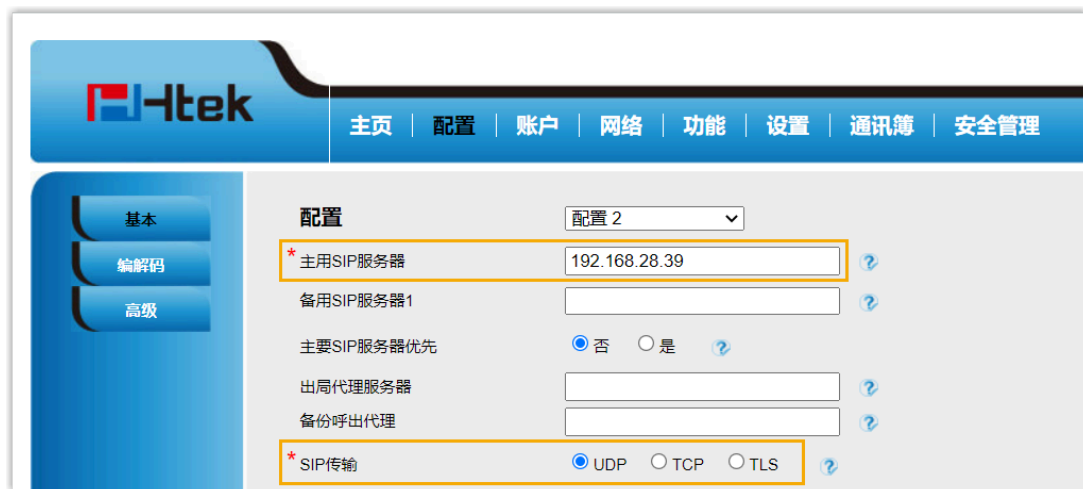 Htek
主页 配置 账户 网络 功能 设置 通讯簿 安全管理
基本
编解码
高级
配置 配置 2
* 主用SIP服务器 192.168.28.39
备用SIP服务器1
主要SIP服务器优先 否 是
出局代理服务器
备份呼出代理
* SIP传输 UDP TCP TLS